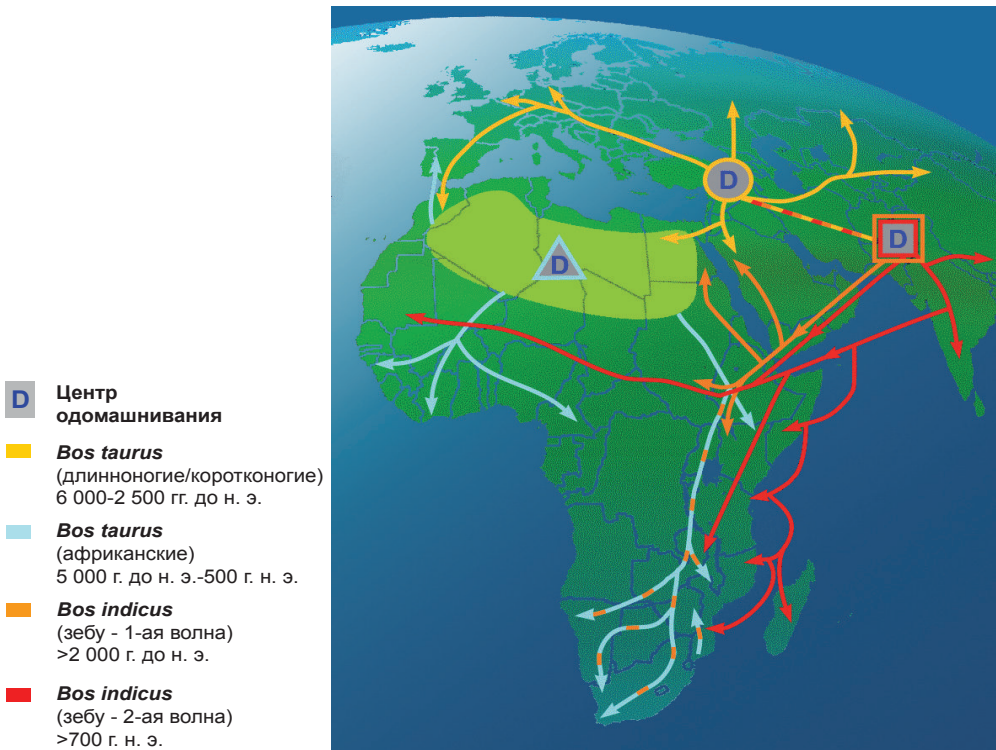 D
D
D
D
Центр
одомашнивания
Bos taurus
(длинноногие/коротконогие)
6 000-2 500 гг. до н. э.
Bos taurus
(африканские)
5 000 г. до н. э.-500 г. н. э.
Bos indicus
(зебу - 1-ая волна)
>2 000 г. до н. э.
Bos indicus
(зебу - 2-ая волна)
>700 г. н. э.